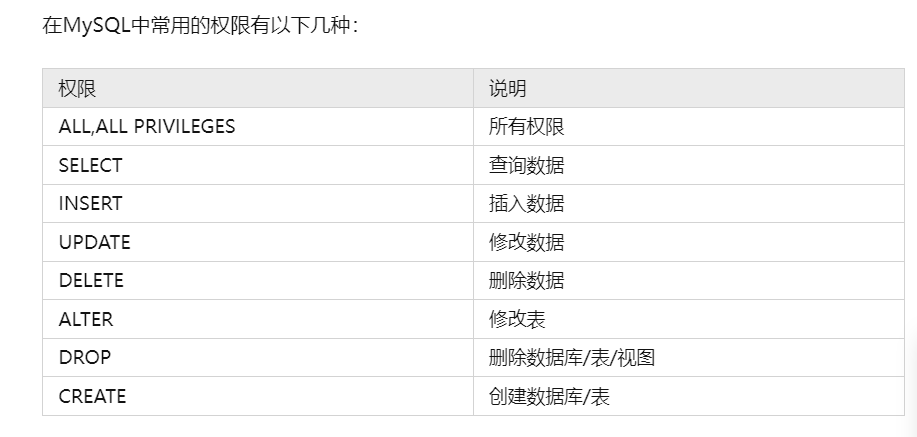 在MySQL中常用的权限有以下几种：
权限 说明
ALL,ALL PRIVILEGES 所有权限
SELECT 查询数据
INSERT 插入数据
UPDATE 修改数据
DELETE 删除数据
ALTER 修改表
DROP 删除数据库/表/视图
CREATE 创建数据库/表